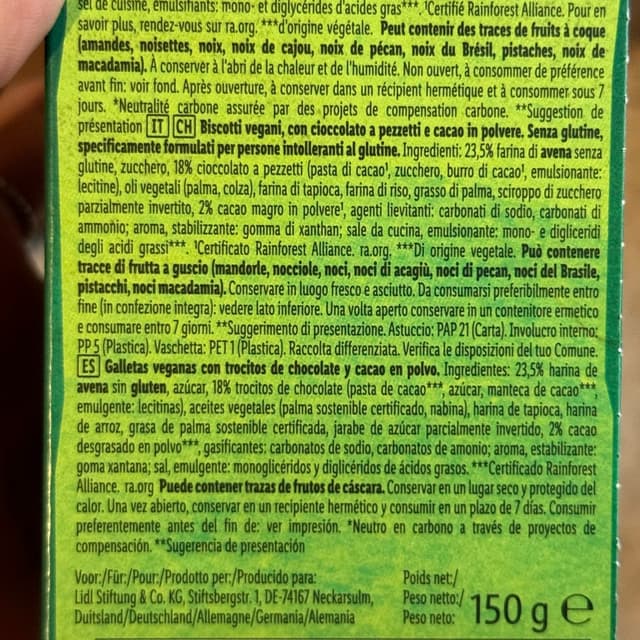 sel de cuisine, émulsifiants: mono- et diglycérides d'acides gras***. ¹Certifié Rainforest Alliance. Pour en
savoir plus, rendez-vous sur ra.org. ***d'origine végétale. Peut contenir des traces de fruits à coque
(amandes, noisettes, noix, noix de cajou, noix de pécan, noix du Brésil, pistaches, noix de
macadamia). À conserver à l'abri de la chaleur et de l'humidité. Non ouvert, à consommer de préférence
avant fin: voir fond. Après ouverture, à conserver dans un récipient hermétique et à consommer sous 7
jours. *Neutralité carbone assurée par des projets de compensation carbone. **Suggestion de
présentation IT CH Biscotti vegani, con cioccolato a pezzetti e cacao in polvere. Senza glutine,
specificamente formulati per persone intolleranti al glutine. Ingredienti: 23,5% farina di avena senza
glutine, zucchero, 18% cioccolato a pezzetti (pasta di cacao¹, zucchero, burro di cacao¹, emulsionante:
lecitine), oli vegetali (palma, colza), farina di tapioca, farina di riso, grasso di palma, sciroppo di zucchero
parzialmente invertito, 2% cacao magro in polvere¹, agenti lievitanti: carbonati di sodio, carbonati di
ammonio; aroma, stabilizzante: gomma di xanthan; sale da cucina, emulsionante: mono- e digliceridi
degli acidi grassi***. ¹Certificato Rainforest Alliance. ra.org. ***Di origine vegetale. Può contenere
tracce di frutta a guscio (mandorle, nocciole, noci, noci di acagiù, noci di pecan, noci del Brasile,
pistacchi, noci macadamia). Conservare in luogo fresco e asciutto. Da consumarsi preferibilmente entro
fine (in confezione integra): vedere lato inferiore. Una volta aperto conservare in un contenitore ermetico
e consumare entro 7 giorni. **Suggerimento di presentazione. Astuccio: PAP 21 (Carta). Involucro interno:
PP 5 (Plastica). Vaschetta: PET 1 (Plastica). Raccolta differenziata. Verifica le disposizioni del tuo Comune.
ES Galletas veganas con trocitos de chocolate y cacao en polvo. Ingredientes: 23,5% harina de
avena sin gluten, azúcar, 18% trocitos de chocolate (pasta de cacao***, azúcar, manteca de cacao***,
emulgente: lecitinas), aceites vegetales (palma sostenible certificado, nabina), harina de tapioca, harina
de arroz, grasa de palma sostenible certificada, jarabe de azúcar parcialmente invertido, 2% cacao
desgrasado en polvo***, gasificantes: carbonatos de sodio, carbonatos de amonio; aroma, estabilizante:
goma xantana; sal, emulgente: monoglicéridos y diglicéridos de ácidos grasos. ***Certificado Rainforest
Alliance. ra.org Puede contener trazas de frutos de cáscara. Conservar en un lugar seco y protegido del
calor. Una vez abierto, conservar en un recipiente hermético y consumir en un plazo de 7 días. Consumir
preferentemente antes del fin de: ver impresión. *Neutro en carbono a través de proyectos de
compensación. **Sugerencia de presentación
Voor:/Für:/Pour:/Prodotto per:/Producido para:
Lidl Stiftung & Co. KG, Stiftsbergstr. 1, DE-74167 Neckarsulm,
Duitsland/Deutschland/Allemagne/Germania/Alemania
Poids net:/
Peso netto:/
Peso neto:
150 g ℮